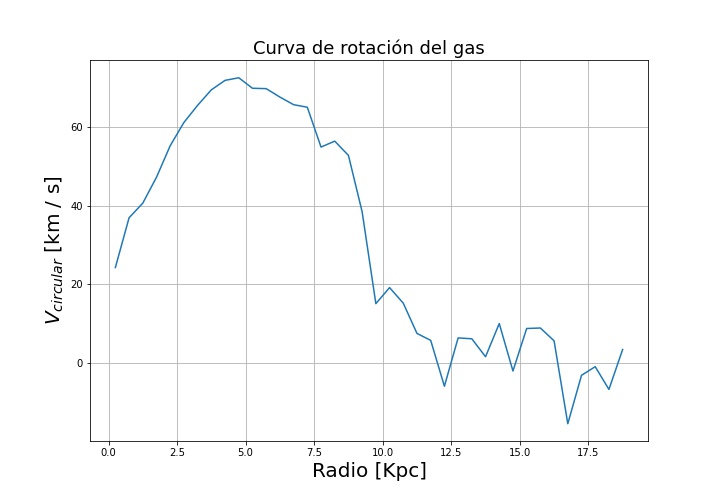 Curva de rotación del gas
V_circular [km / s]
60
40
20
0
0.0 2.5 5.0 7.5 10.0 12.5 15.0 17.5
Radio [Kpc]